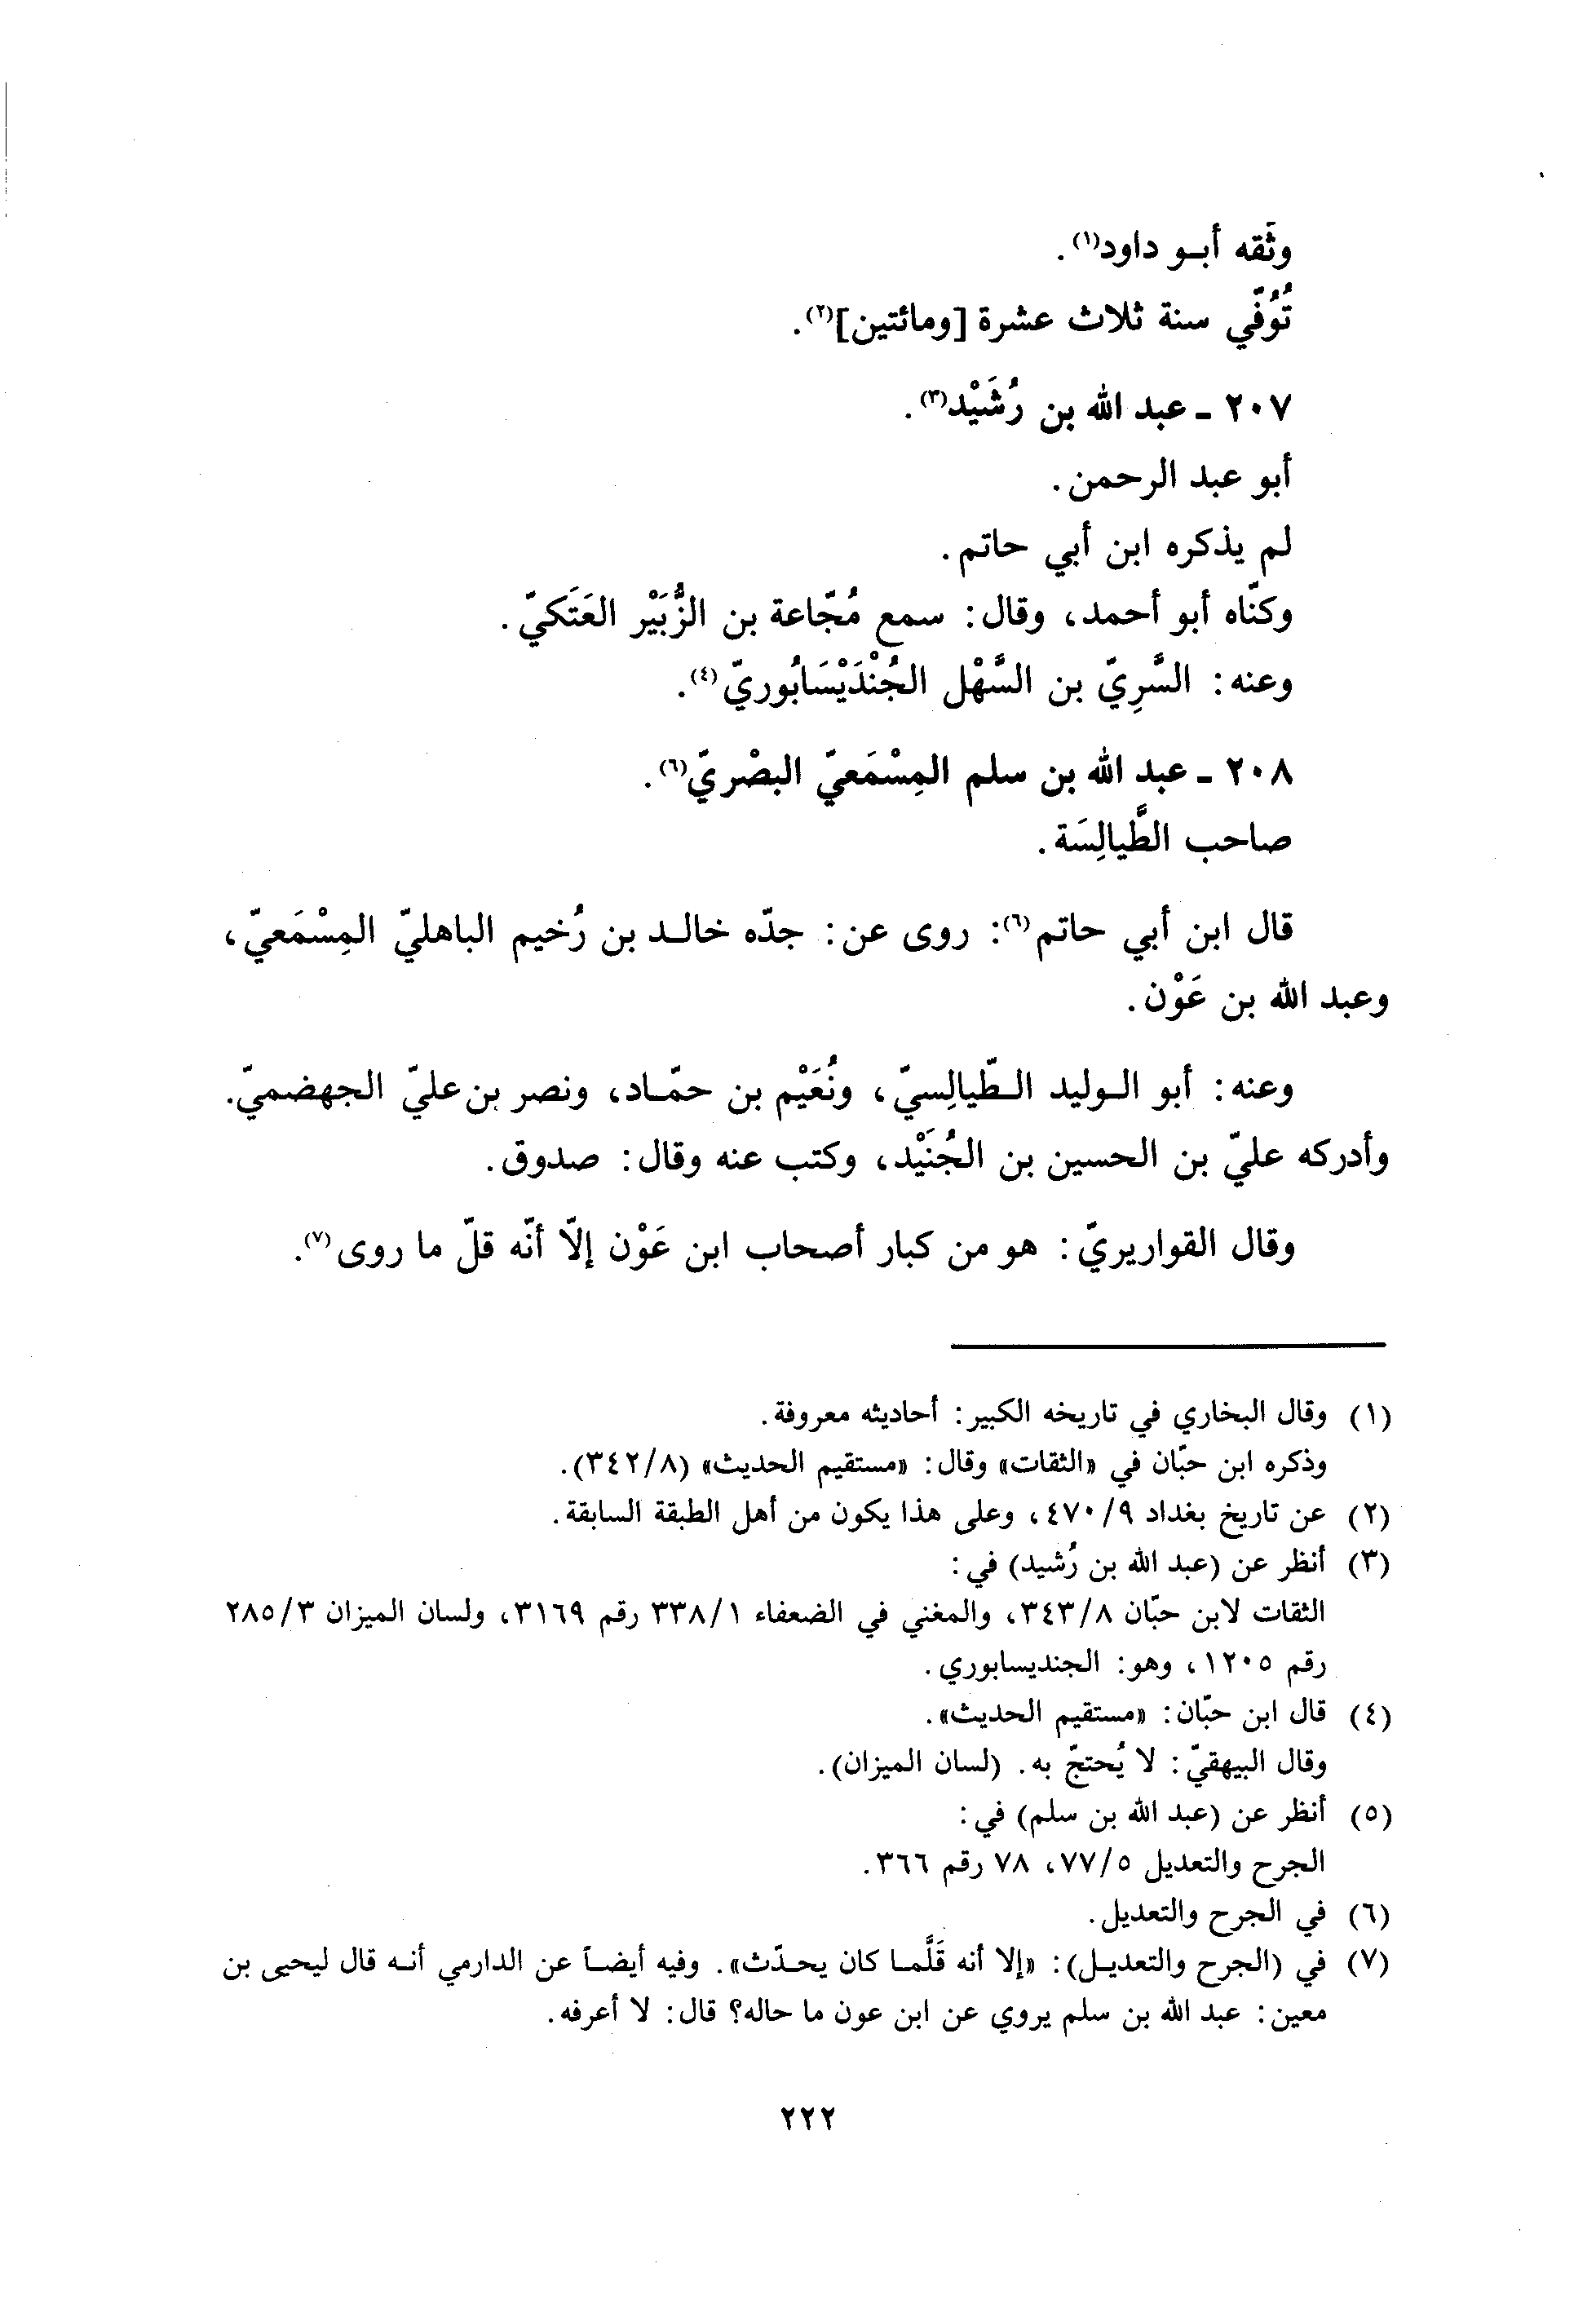 وثَقه أبـو داود(١).
تُوُفّي سنة ثلاث عشرة [ومائتين](٢).
٢٠٧ ـ عبد الله بن رُشَيْد(٣).
أبو عبد الرحمن.
لم يذكره ابن أبي حاتم.
وكنّاه أبو أحمد، وقال: سمع مُجّاعة بن الزُّبَيْر العَتَكيّ.
وعنه: السَّرِيّ بن السَّهْل الجُنْدَيْسَابُوريّ(٤).
٢٠٨ ـ عبد الله بن سلم المِسْمَعيّ البصْريّ(٦).
صاحب الطَّيالِسَة.
قال ابن أبي حاتم(٦): روى عن: جدّه خالـد بن رُخيم الباهليّ المِسْمَعيّ،
وعبد الله بن عَوْن.
وعنه: أبو الـوليد الـطّيالِسيّ، ونُعَيْم بن حمّـاد، ونصر بن عليّ الجهضميّ.
وأدركه عليّ بن الحسين بن الجُنَيْد، وكتب عنه وقال: صدوق.
وقال القواريريّ: هو من كبار أصحاب ابن عَوْن إلاّ أنّه قلّ ما روى(٧).
(١) وقال البخاري في تاريخه الكبير: أحاديثه معروفة.
وذكره ابن حبّان في «الثقات» وقال: «مستقيم الحديث» (٣٤٢/٨).
(٢) عن تاريخ بغداد ٤٧٠/٩، وعلى هذا يكون من أهل الطبقة السابقة.
(٣) أنظر عن (عبد الله بن رُشيد) في:
الثقات لابن حبّان ٣٤٣/٨، والمغني في الضعفاء ٣٣٨/١ رقم ٣١٦٩، ولسان الميزان ٢٨٥/٣
رقم ١٢٠٥، وهو: الجنديسابوري.
(٤) قال ابن حبّان: «مستقيم الحديث».
وقال البيهقيّ: لا يُحتجّ به. (لسان الميزان).
(٥) أنظر عن (عبد الله بن سلم) في:
الجرح والتعديل ٧٧/٥، ٧٨ رقم ٣٦٦.
(٦) في الجرح والتعديل.
(٧) في (الجرح والتعديـل): «إلا أنه قَلَّمـا كان يحـدّث». وفيه أيضـاً عن الدارمي أنـه قال ليحيى بن
معين: عبد الله بن سلم يروي عن ابن عون ما حاله؟ قال: لا أعرفه.
٢٢٢